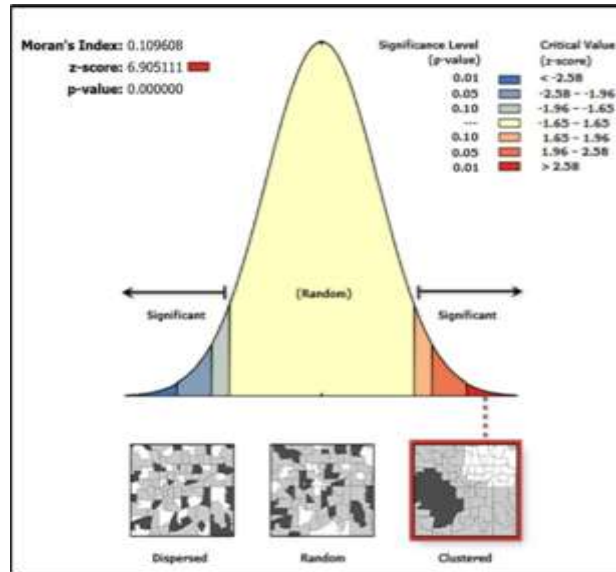 Moran's Index: 0.109608
z-score: 6.905111
p-value: 0.000000
Significance Level (p-value)
0.01
0.05
0.10
---
0.10
0.05
0.01
Critical Value (z-score)
< -2.58
-2.58 – -1.96
-1.96 – -1.65
-1.65 – 1.65
1.65 – 1.96
1.96 – 2.58
> 2.58
(Random)
Significant
Significant
Dispersed
Random
Clustered